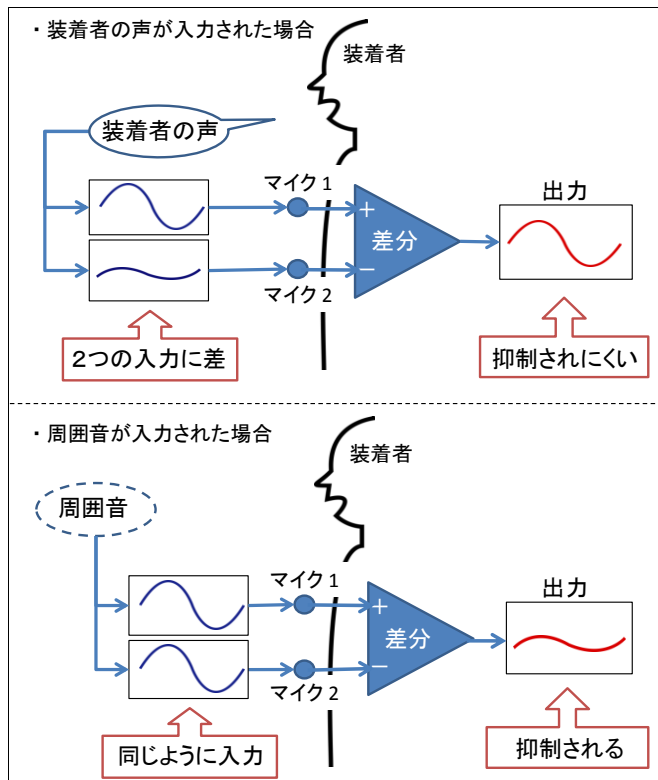 ・装着者の声が入力された場合
装着者
装着者の声
マイク 1
出力
+
差分
−
マイク 2
2つの入力に差
抑制されにくい
・周囲音が入力された場合
装着者
周囲音
マイク 1
出力
+
差分
−
マイク 2
同じように入力
抑制される